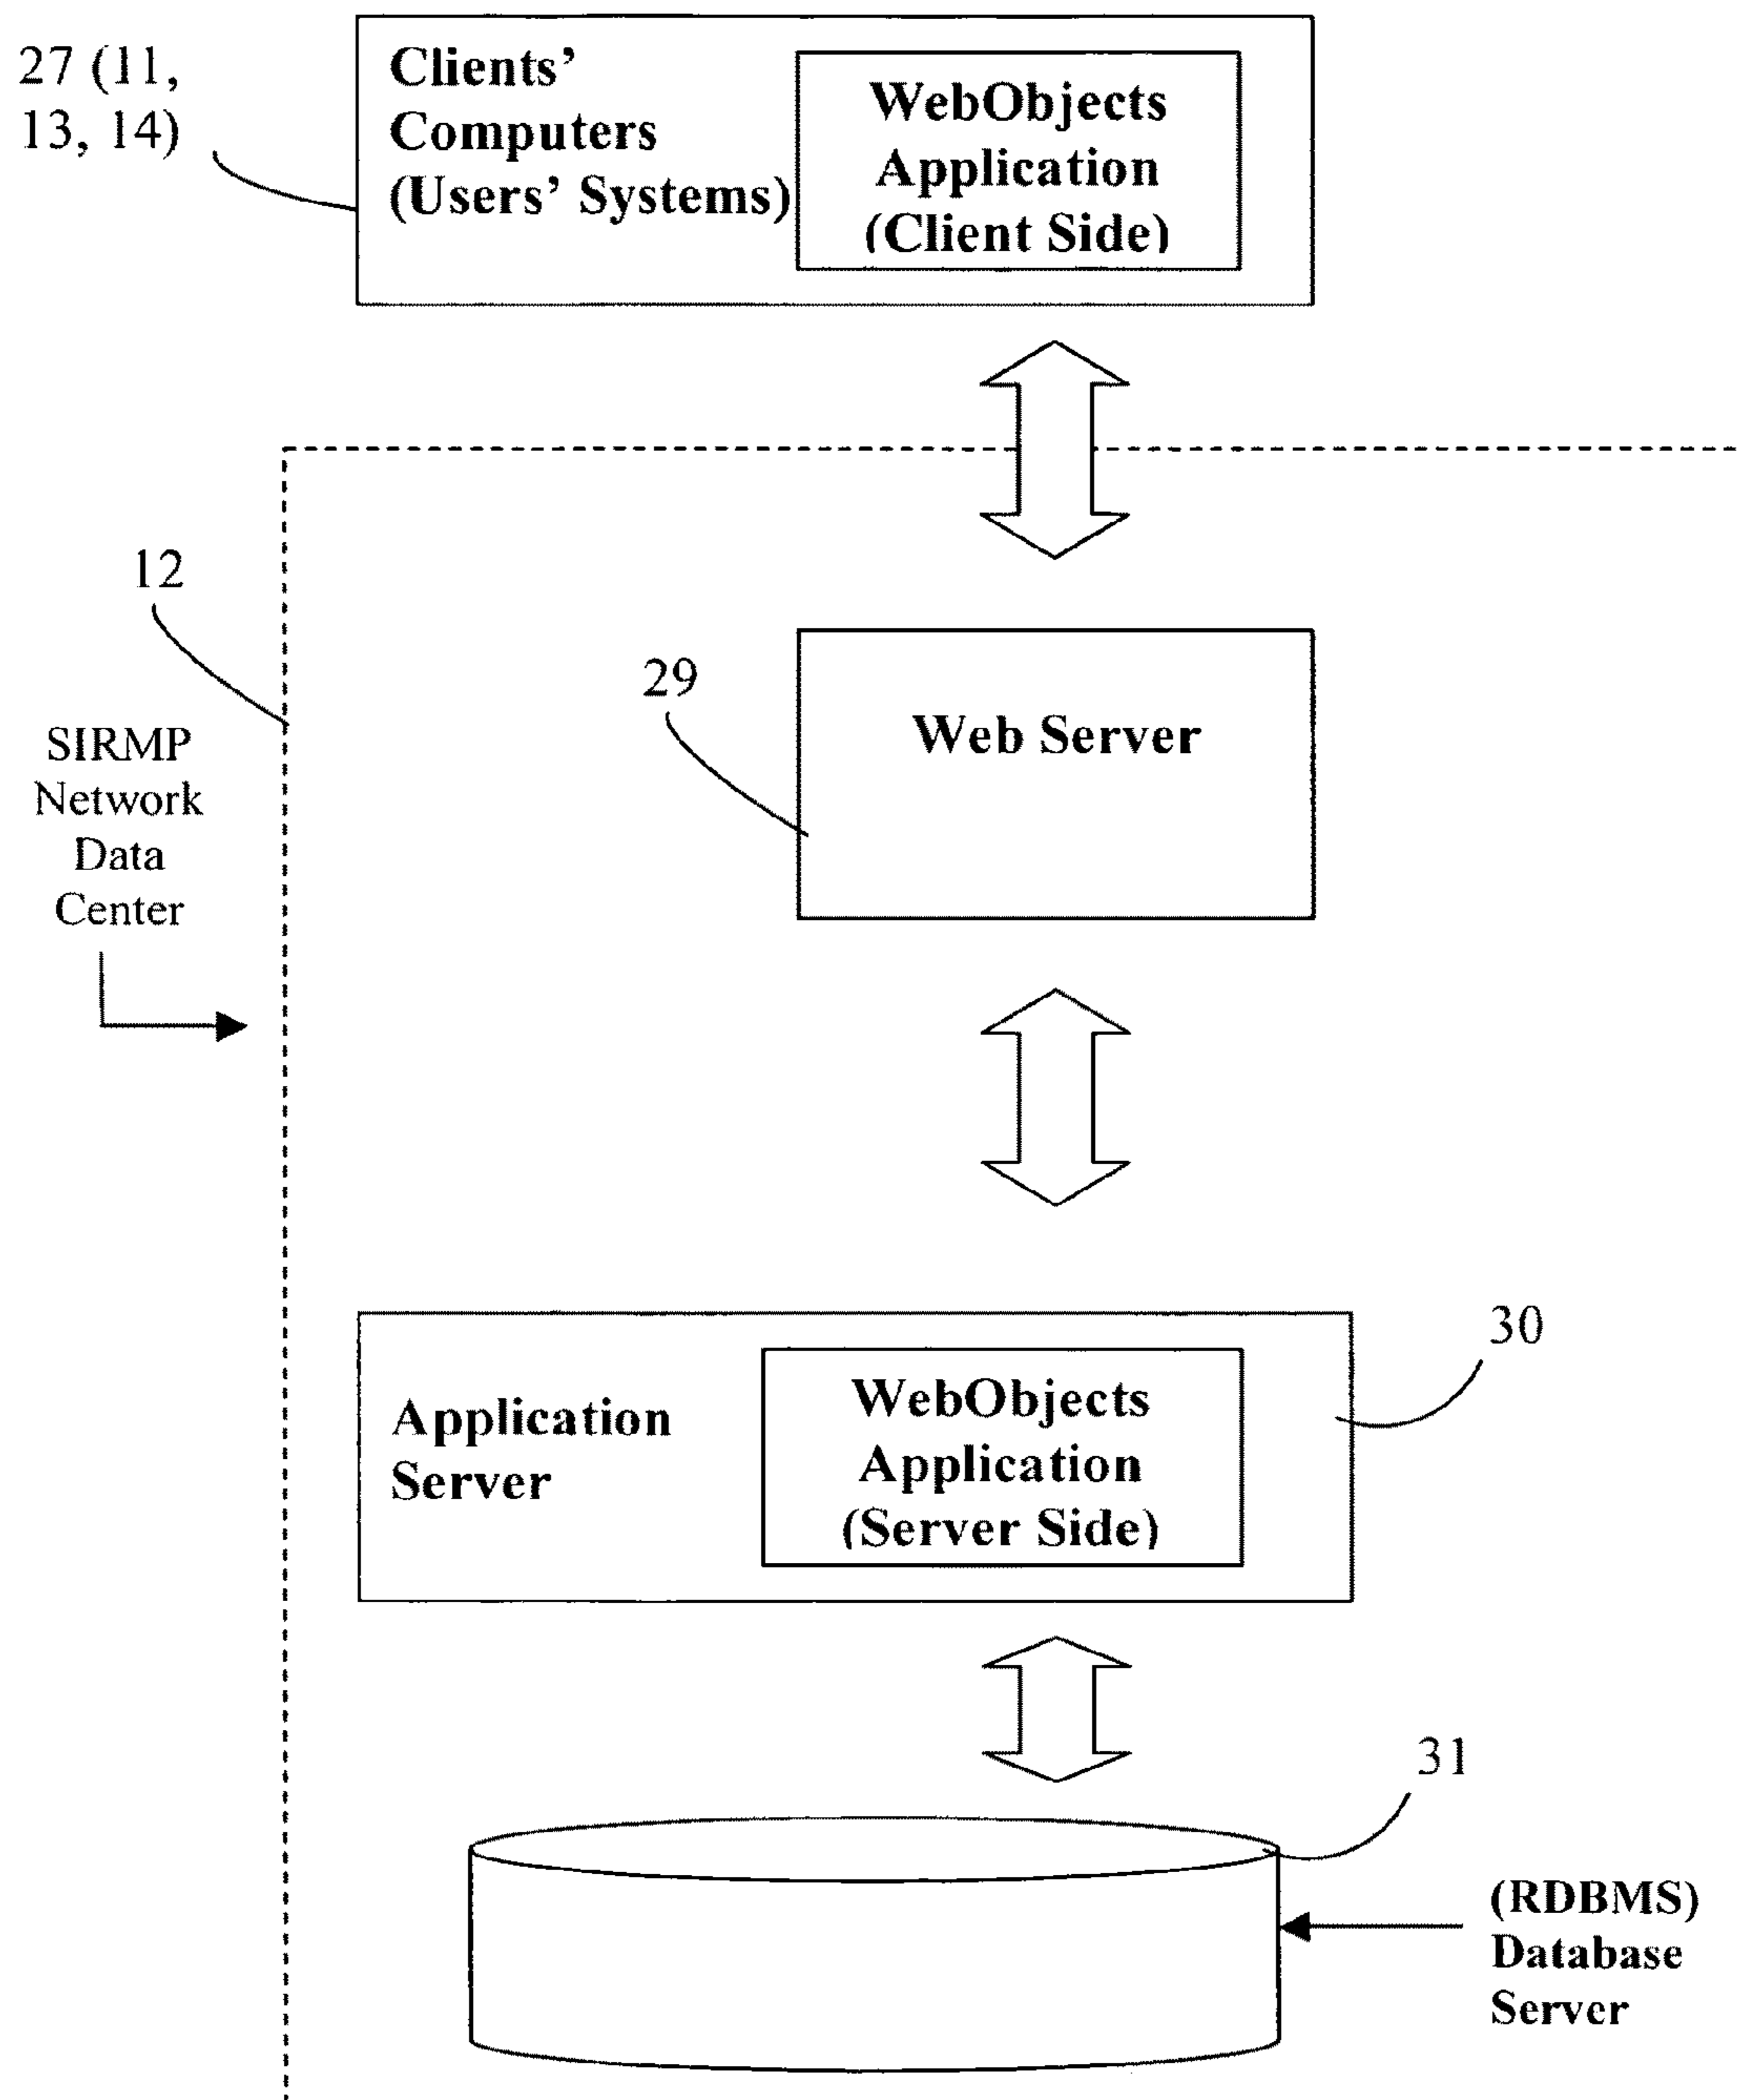 27 (11,
13, 14)
Clients’
Computers
(Users’ Systems)
WebObjects
Application
(Client Side)
12
SIRMP
Network
Data
Center
29
Web Server
30
Application
Server
WebObjects
Application
(Server Side)
31
(RDBMS)
Database
Server